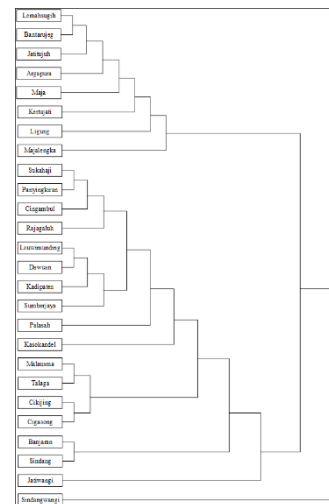 Lemahsugih
Bantarujeg
Jatitujuh
Argapura
Maja
Kertajati
Ligung
Majalengka
Sukahaji
Panyingkiran
Cingambul
Rajagaluh
Leuwimunding
Dawuan
Kadipaten
Sumberjaya
Palasah
Kasokandel
Malausma
Talaga
Cikijing
Cigasong
Banjaran
Sindang
Jatiwangi
Sindangwangi